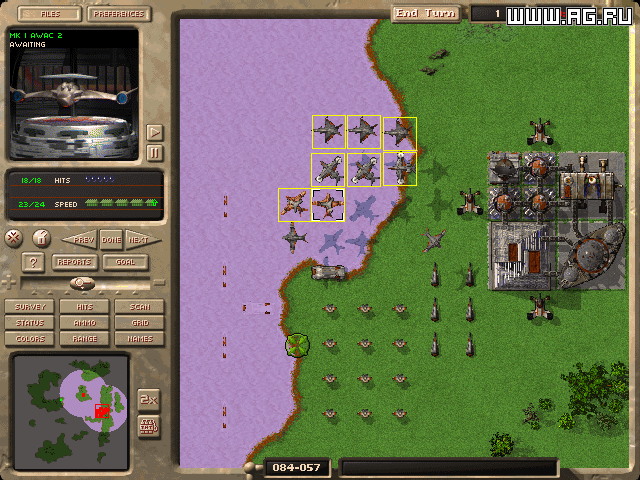 FILES PREFERENCES End Turn 1 WWW.AG.RU
MK I AWAC 2
AWAITING
18/18 HITS
23/24 SPEED
PREV DONE NEXT
? REPORTS GOAL
SURVEY HITS SCAN
STATUS AMMO GRID
COLORS RANGE NAMES
2x
084-057